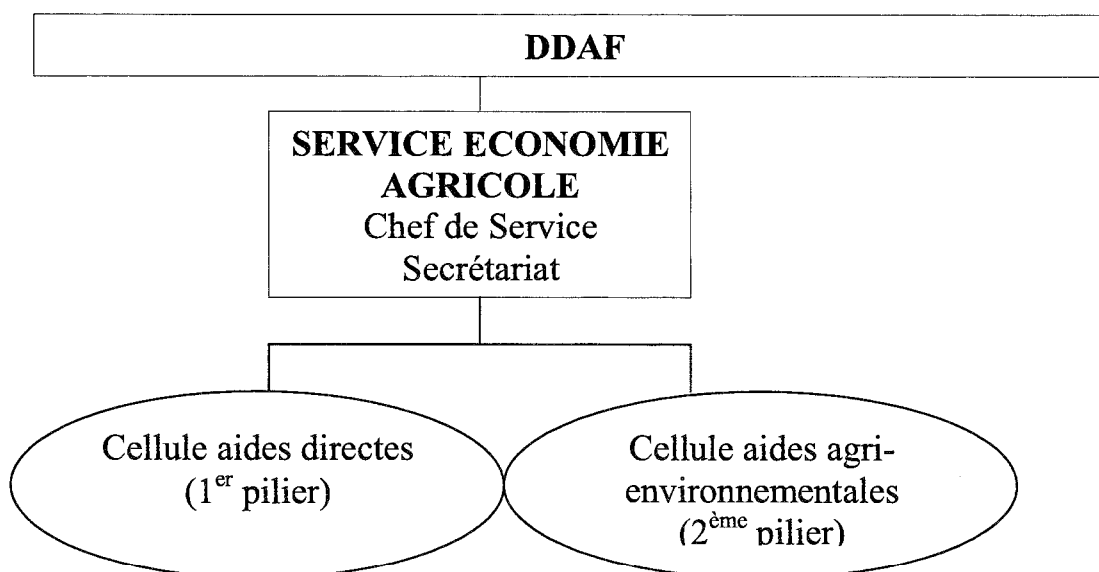 DDAF
SERVICE ECONOMIE
AGRICOLE
Chef de Service
Secrétariat
Cellule aides directes
(1er pilier)
Cellule aides agri-
environnementales
(2ème pilier)